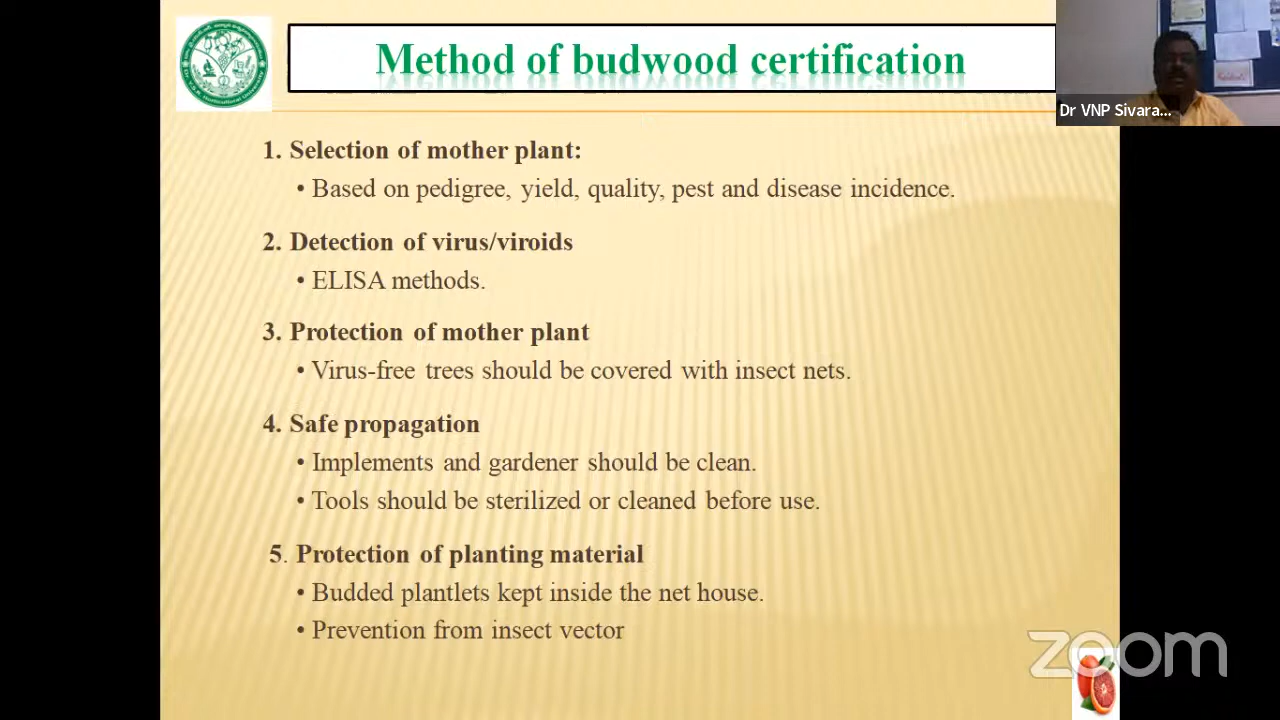 Method of budwood certification
Dr VNP Sivara...
1. Selection of mother plant:
• Based on pedigree, yield, quality, pest and disease incidence.
2. Detection of virus/viroids
• ELISA methods.
3. Protection of mother plant
• Virus-free trees should be covered with insect nets.
4. Safe propagation
• Implements and gardener should be clean.
• Tools should be sterilized or cleaned before use.
5. Protection of planting material
• Budded plantlets kept inside the net house.
• Prevention from insect vector
zoom